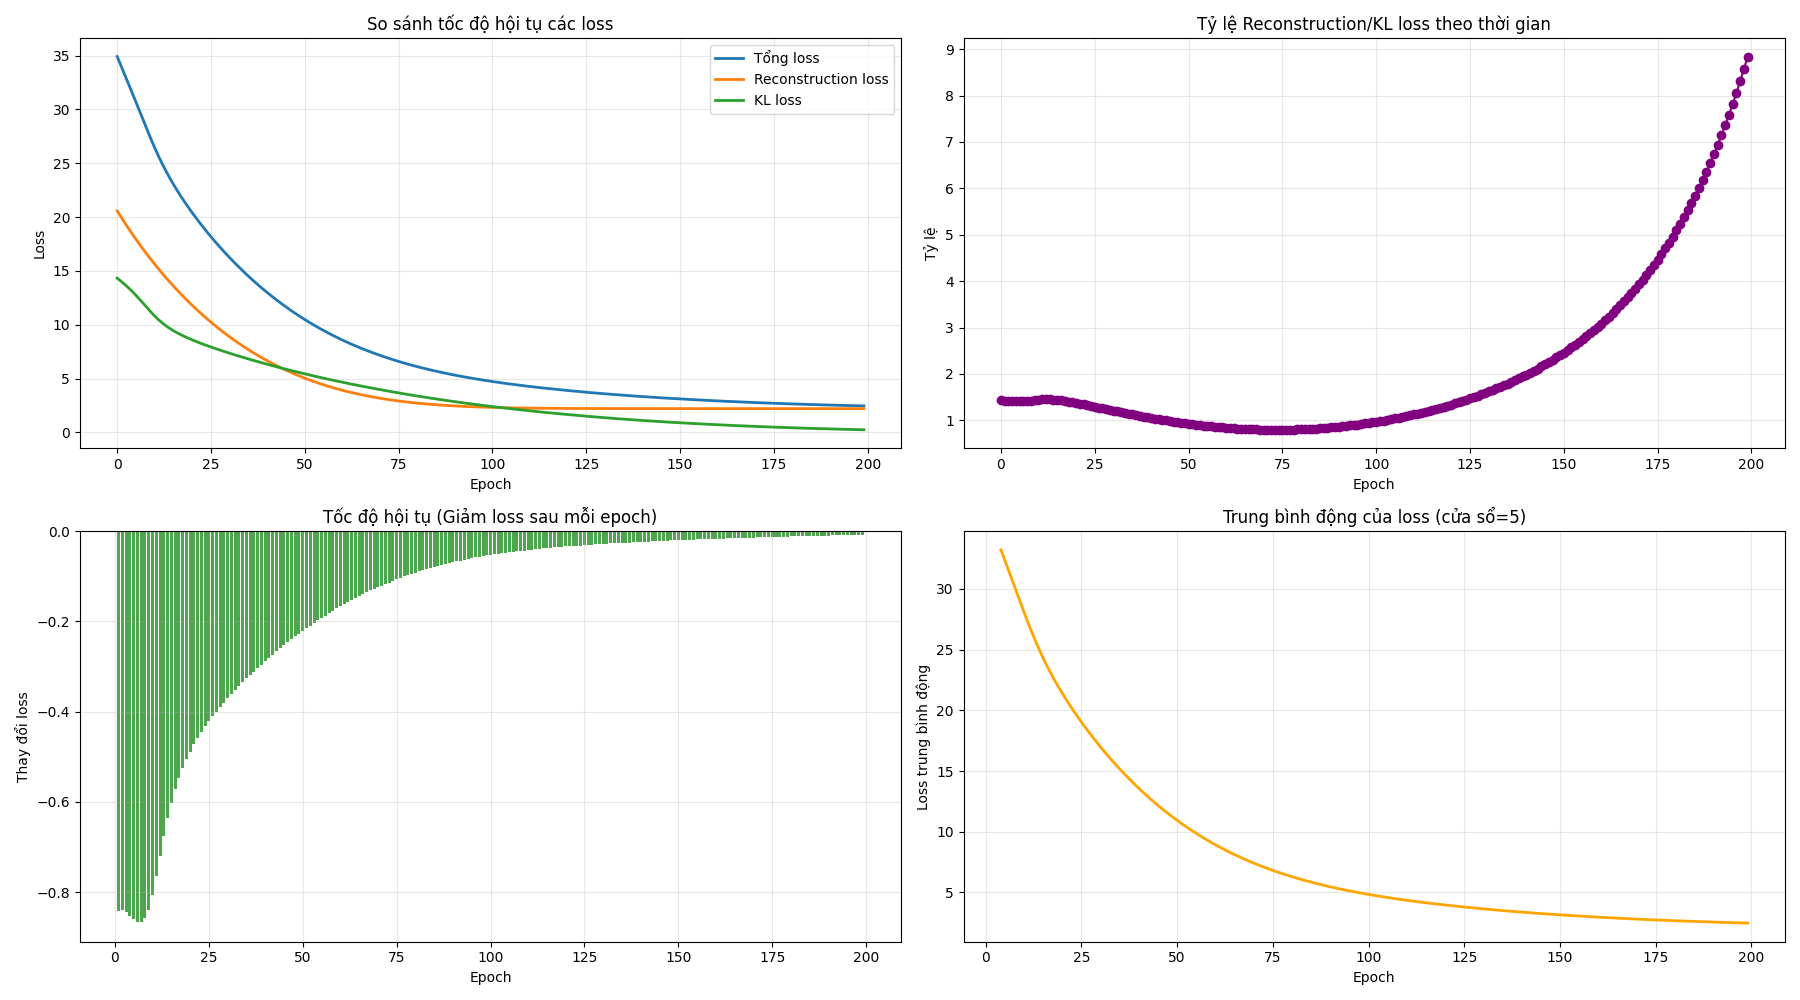 So sánh tốc độ hội tụ các loss
35
30
25
20
15
10
5
0
Loss
0 25 50 75 100 125 150 175 200
Epoch
Tổng loss
Reconstruction loss
KL loss
Tỷ lệ Reconstruction/KL loss theo thời gian
9
8
7
6
5
4
3
2
1
Tỷ lệ
0 25 50 75 100 125 150 175 200
Epoch
Tốc độ hội tụ (Giảm loss sau mỗi epoch)
0.0
−0.2
−0.4
−0.6
−0.8
Thay đổi loss
0 25 50 75 100 125 150 175 200
Epoch
Trung bình động của loss (cửa sổ=5)
30
25
20
15
10
5
Loss trung bình động
0 25 50 75 100 125 150 175 200
Epoch